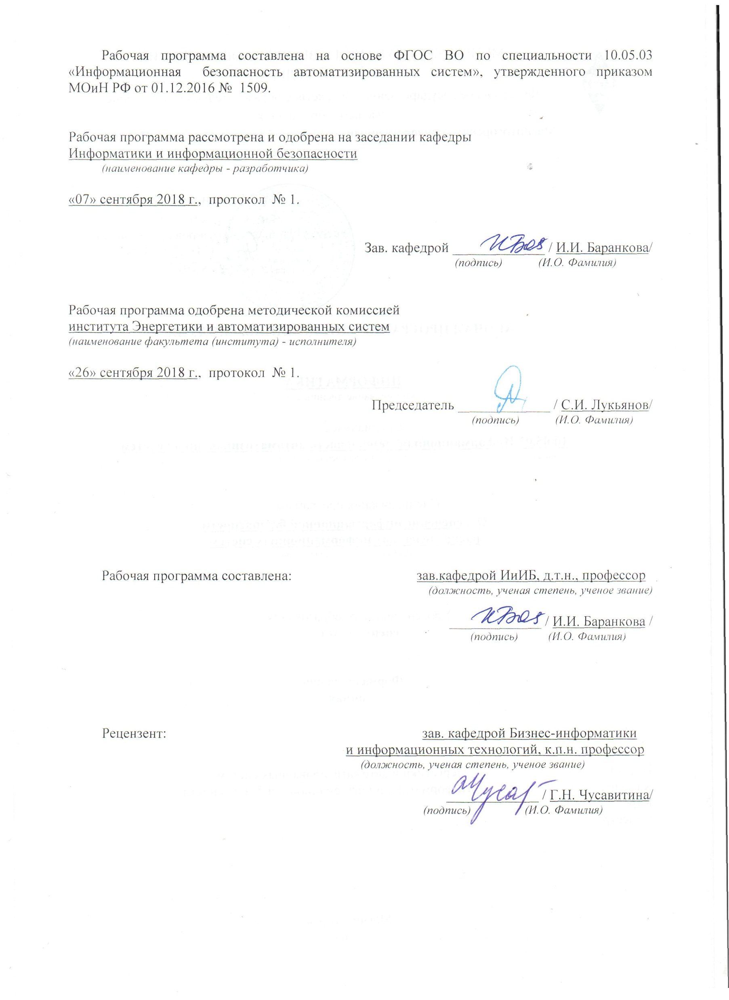 Рабочая программа составлена на основе ФГОС ВО по специальности 10.05.03
«Информационная безопасность автоматизированных систем», утвержденного приказом
МОиН РФ от 01.12.2016 № 1509.
Рабочая программа рассмотрена и одобрена на заседании кафедры
Информатики и информационной безопасности
(наименование кафедры - разработчика)
«07» сентября 2018 г., протокол № 1.
Зав. кафедрой / И.И. Баранкова/
(подпись) (И.О. Фамилия)
Рабочая программа одобрена методической комиссией
института Энергетики и автоматизированных систем
(наименование факультета (института) - исполнителя)
«26» сентября 2018 г., протокол № 1.
Председатель / С.И. Лукьянов/
(подпись) (И.О. Фамилия)
Рабочая программа составлена: зав.кафедрой ИиИБ, д.т.н., профессор
(должность, ученая степень, ученое звание)
/ И.И. Баранкова /
(подпись) (И.О. Фамилия)
Рецензент: зав. кафедрой Бизнес-информатики
и информационных технологий, к.п.н. профессор
(должность, ученая степень, ученое звание)
/ Г.Н. Чусавитина/
(подпись) (И.О. Фамилия)